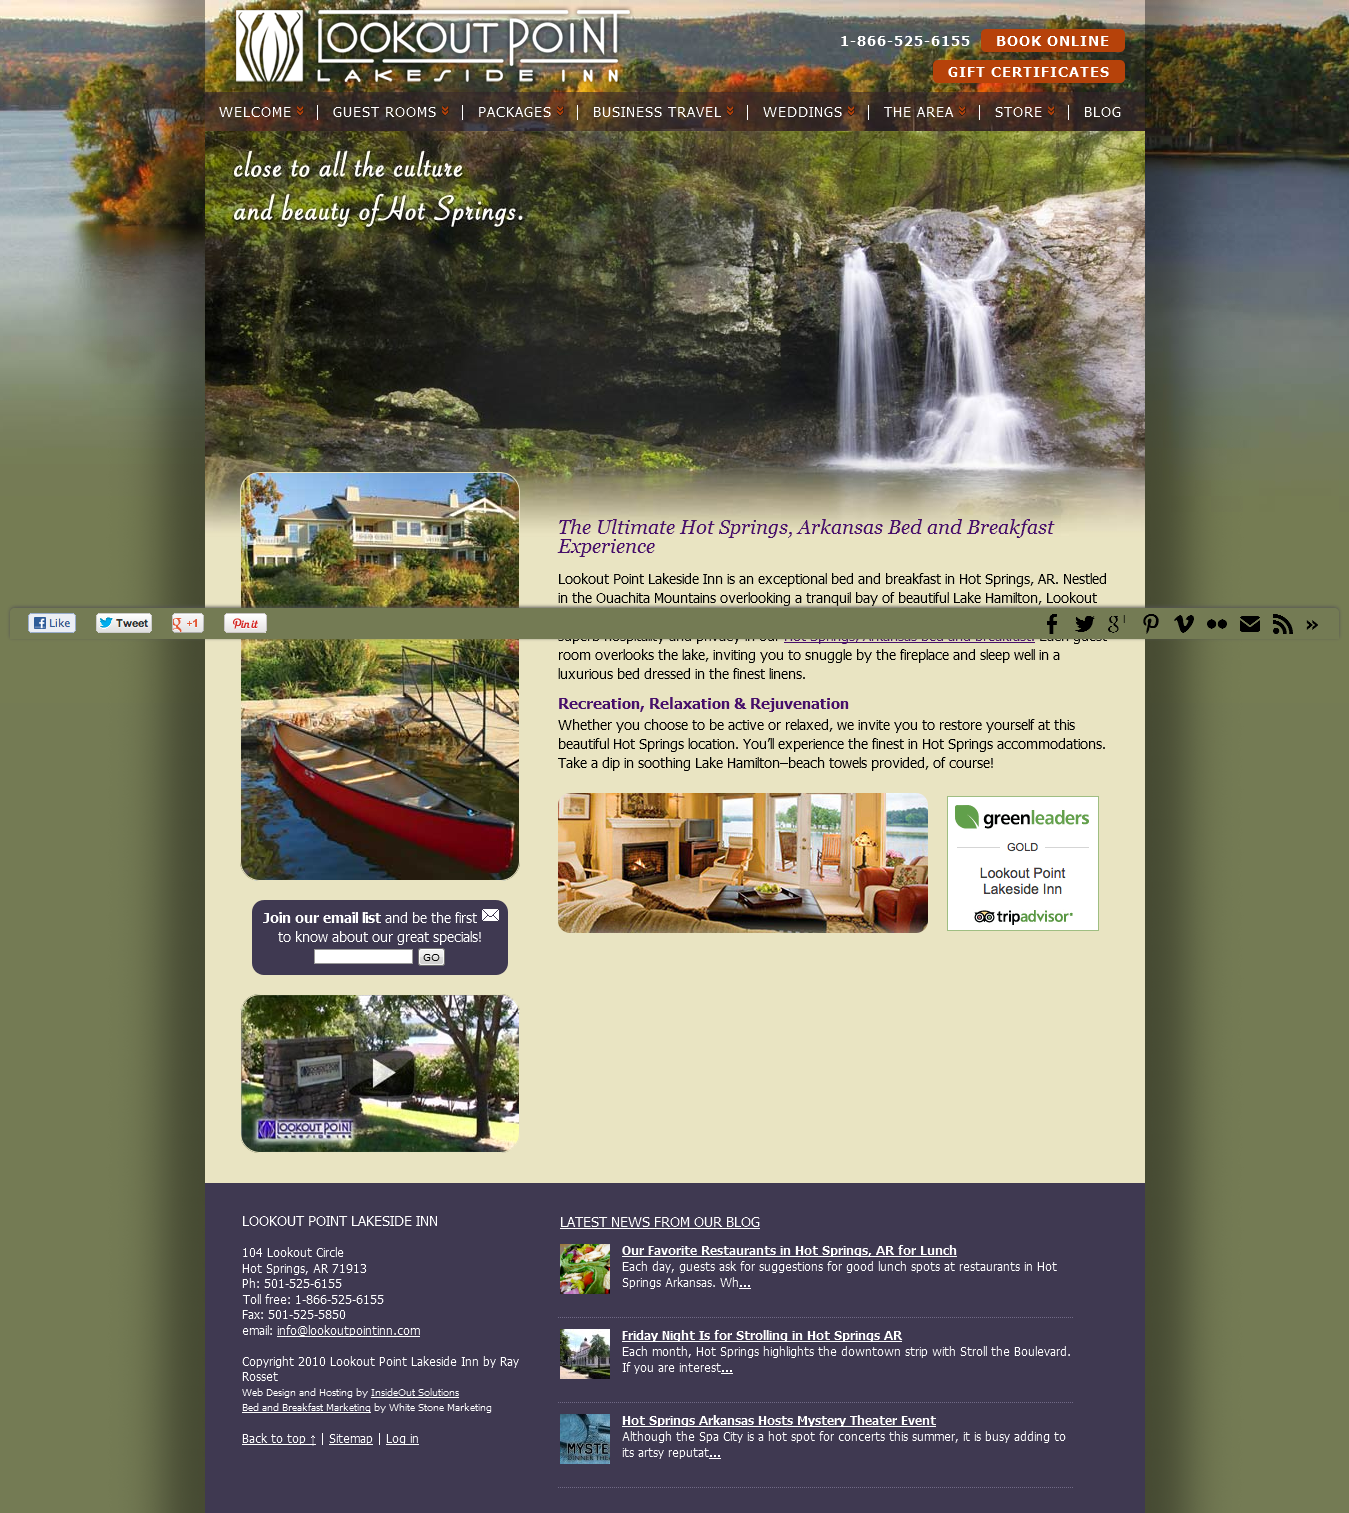 LOOKOUT POINT
LAKESIDE INN
1-866-525-6155 BOOK ONLINE
GIFT CERTIFICATES
WELCOME | GUEST ROOMS | PACKAGES | BUSINESS TRAVEL | WEDDINGS | THE AREA | STORE | BLOG
close to all the culture
and beauty of Hot Springs.
The Ultimate Hot Springs, Arkansas Bed and Breakfast
Experience
Lookout Point Lakeside Inn is an exceptional bed and breakfast in Hot Springs, AR. Nestled
in the Ouachita Mountains overlooking a tranquil bay of beautiful Lake Hamilton, Lookout
Like Tweet +1 Pin it
superb hospitality and privacy in our Hot Springs, Arkansas bed and breakfast. Each guest
room overlooks the lake, inviting you to snuggle by the fireplace and sleep well in a
luxurious bed dressed in the finest linens.
Recreation, Relaxation & Rejuvenation
Whether you choose to be active or relaxed, we invite you to restore yourself at this
beautiful Hot Springs location. You'll experience the finest in Hot Springs accommodations.
Take a dip in soothing Lake Hamilton–beach towels provided, of course!
greenleaders
GOLD
Lookout Point
Lakeside Inn
tripadvisor
Join our email list and be the first
to know about our great specials!
GO
LOOKOUT POINT
LAKESIDE INN
LOOKOUT POINT LAKESIDE INN
104 Lookout Circle
Hot Springs, AR 71913
Ph: 501-525-6155
Toll free: 1-866-525-6155
Fax: 501-525-5850
email: info@lookoutpointinn.com
Copyright 2010 Lookout Point Lakeside Inn by Ray
Rosset
Web Design and Hosting by InsideOut Solutions
Bed and Breakfast Marketing by White Stone Marketing
Back to top ↑ | Sitemap | Log in
LATEST NEWS FROM OUR BLOG
Our Favorite Restaurants in Hot Springs, AR for Lunch
Each day, guests ask for suggestions for good lunch spots at restaurants in Hot
Springs Arkansas. Wh...
Friday Night Is for Strolling in Hot Springs AR
Each month, Hot Springs highlights the downtown strip with Stroll the Boulevard.
If you are interest...
MYSTE
DINNER THEA
Hot Springs Arkansas Hosts Mystery Theater Event
Although the Spa City is a hot spot for concerts this summer, it is busy adding to
its artsy reputat...